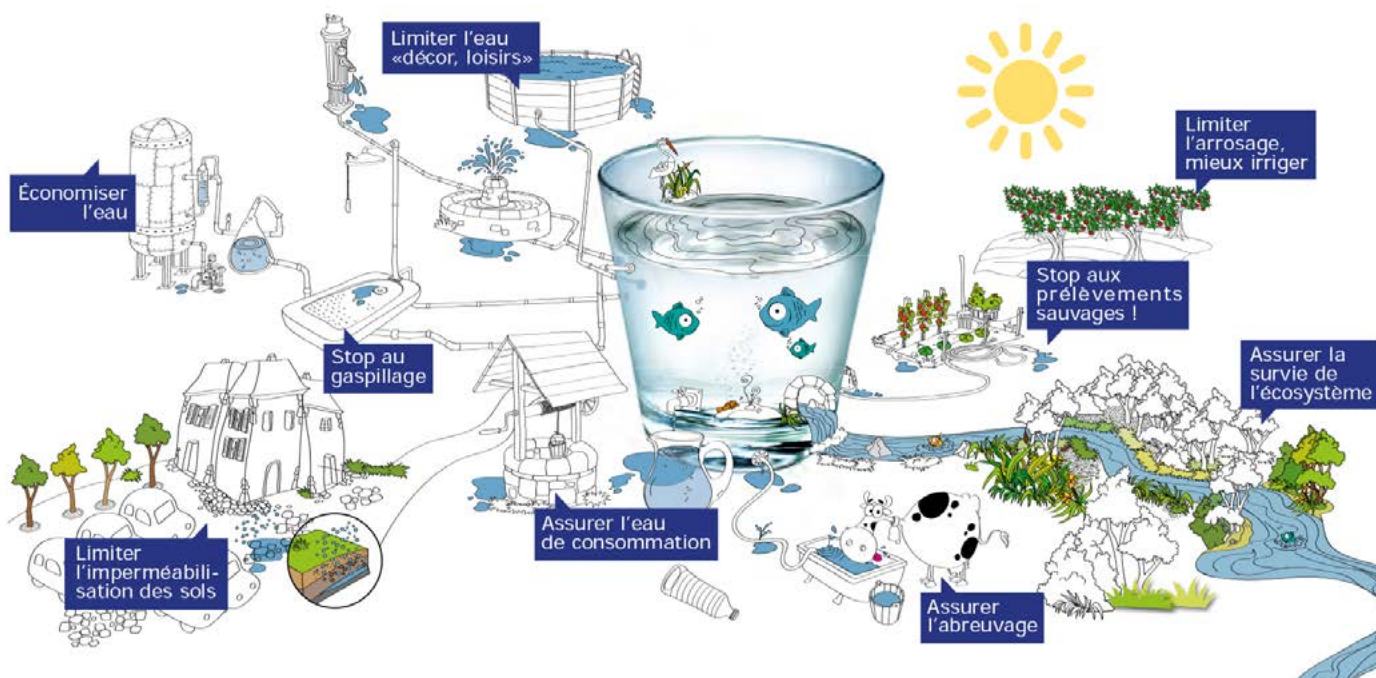 Limiter l'eau
«décor, loisirs»
Économiser
l'eau
Limiter
l'arrosage,
mieux irriger
Stop aux
prélèvements
sauvages !
Stop au
gaspillage
Assurer la
survie de
l'écosystème
Assurer l'eau
de consommation
Limiter
l'imperméabili-
sation des sols
Assurer
l'abreuvage